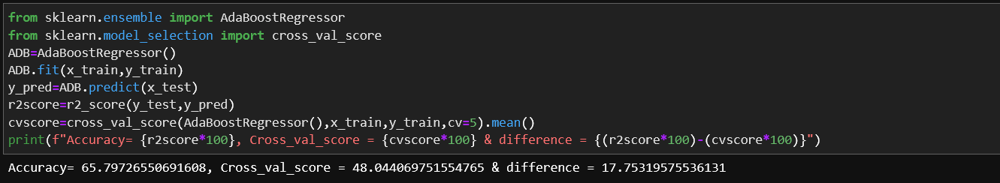 from sklearn.ensemble import AdaBoostRegressor
from sklearn.model_selection import cross_val_score
ADB=AdaBoostRegressor()
ADB.fit(x_train,y_train)
y_pred=ADB.predict(x_test)
r2score=r2_score(y_test,y_pred)
cvscore=cross_val_score(AdaBoostRegressor(),x_train,y_train,cv=5).mean()
print(f"Accuracy= {r2score*100}, Cross_val_score = {cvscore*100} & difference = {(r2score*100)-(cvscore*100)}")
Accuracy= 65.79726550691608, Cross_val_score = 48.044069751554765 & difference = 17.75319575536131